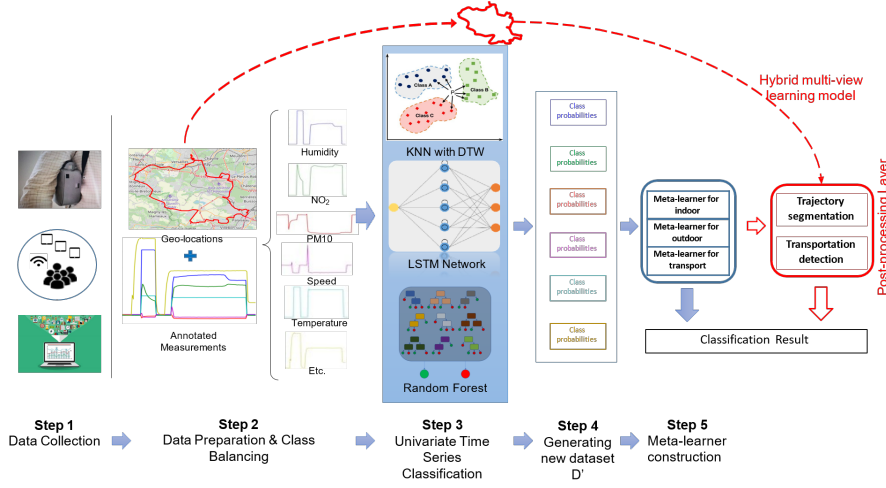 Hybrid multi-view
learning model
Class A
Class B
Class C
P
KNN with DTW
LSTM Network
Random Forest
Geo-locations
Annotated
Measurements
Humidity
NO2
PM10
Speed
Temperature
Etc.
Class
probabilities
Class
probabilities
Class
probabilities
Class
probabilities
Class
probabilities
Class
probabilities
Meta-learner for
indoor
Meta-learner for
outdoor
Meta-learner for
transport
Trajectory
segmentation
Transportation
detection
Post-processing Layer
Classification Result
Step 1
Data Collection
Step 2
Data Preparation & Class
Balancing
Step 3
Univariate Time
Series
Classification
Step 4
Generating
new dataset
D'
Step 5
Meta-learner
construction